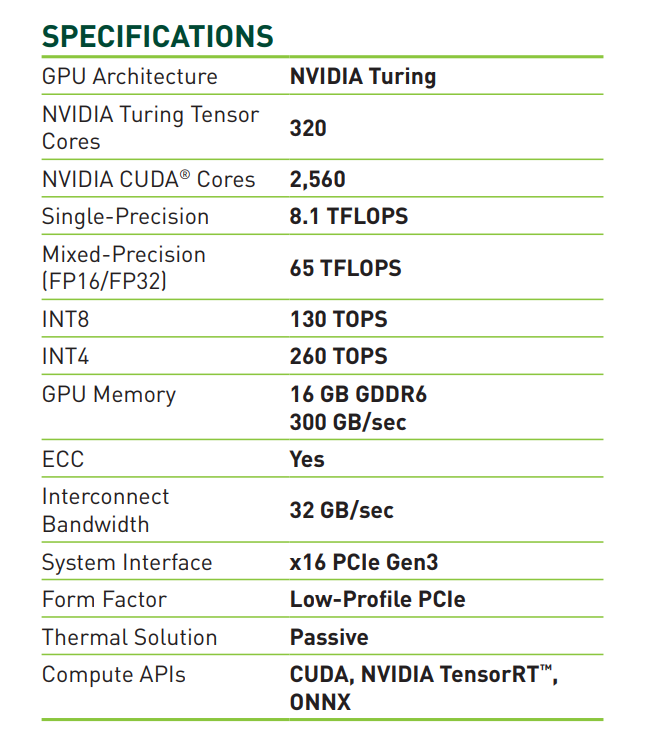 SPECIFICATIONS
GPU Architecture NVIDIA Turing
NVIDIA Turing Tensor
Cores 320
NVIDIA CUDA® Cores 2,560
Single-Precision 8.1 TFLOPS
Mixed-Precision
(FP16/FP32) 65 TFLOPS
INT8 130 TOPS
INT4 260 TOPS
GPU Memory 16 GB GDDR6
300 GB/sec
ECC Yes
Interconnect
Bandwidth 32 GB/sec
System Interface x16 PCIe Gen3
Form Factor Low-Profile PCIe
Thermal Solution Passive
Compute APIs CUDA, NVIDIA TensorRT™,
ONNX